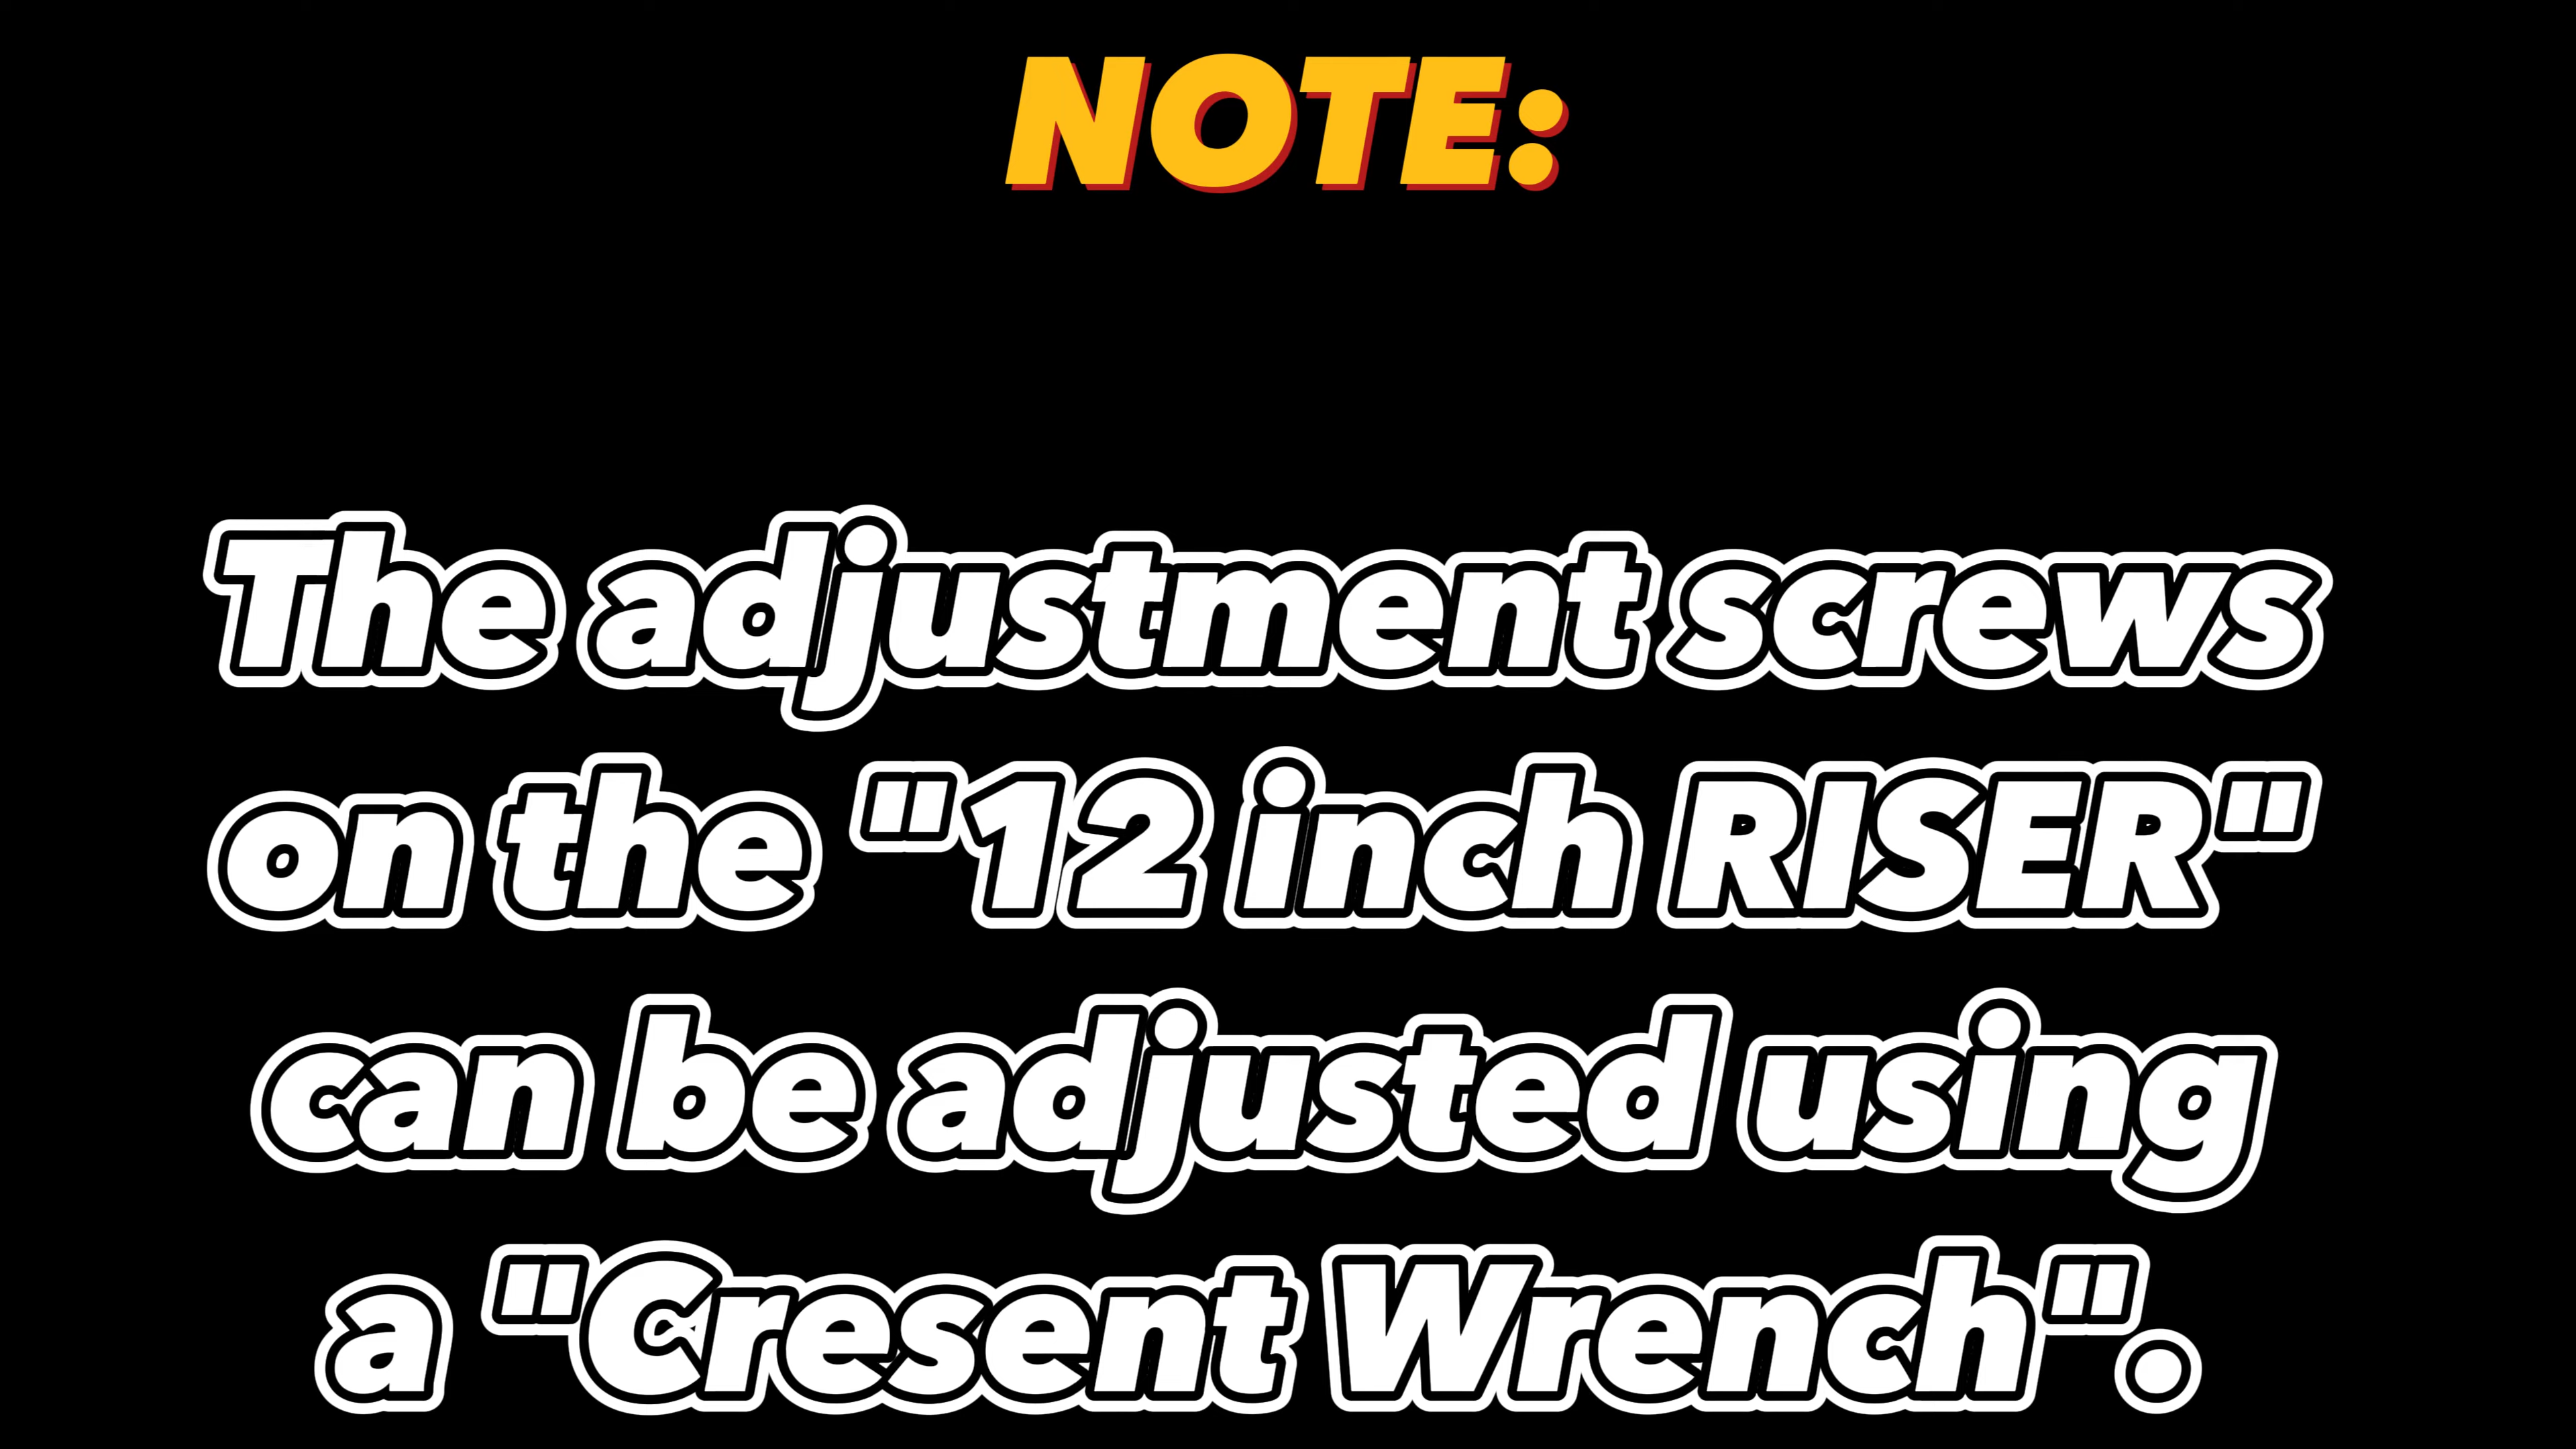 NOTE:
The adjustment screws
on the "12 inch RISER"
can be adjusted using
a "Cresent Wrench".